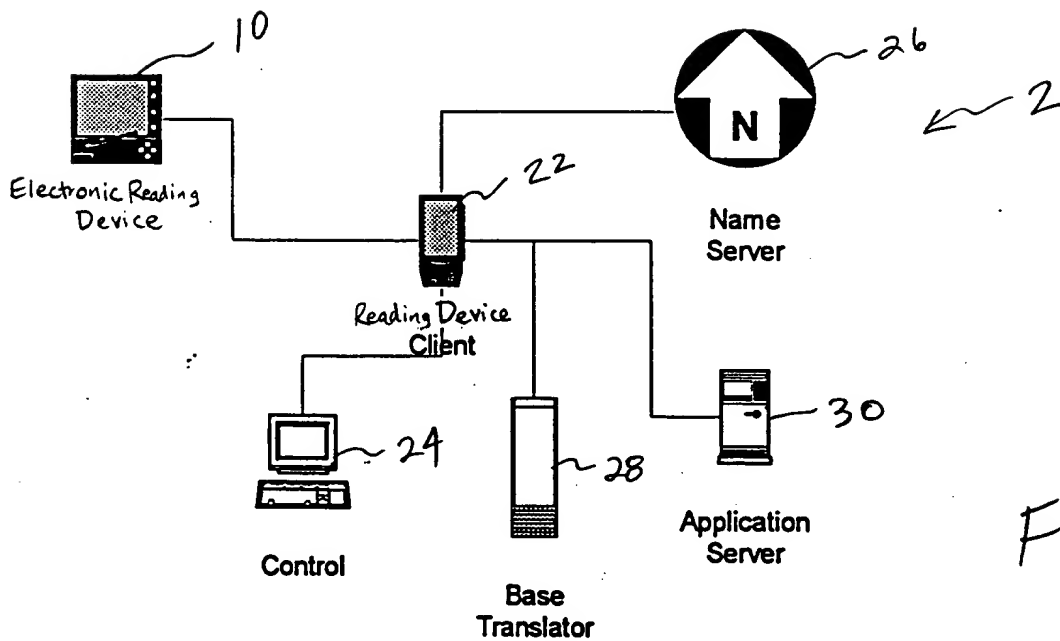 10
26
2
N
Electronic Reading
Device
22
Name
Server
Reading Device
Client
30
24
28
Application
Server
F
Control
Base
Translator